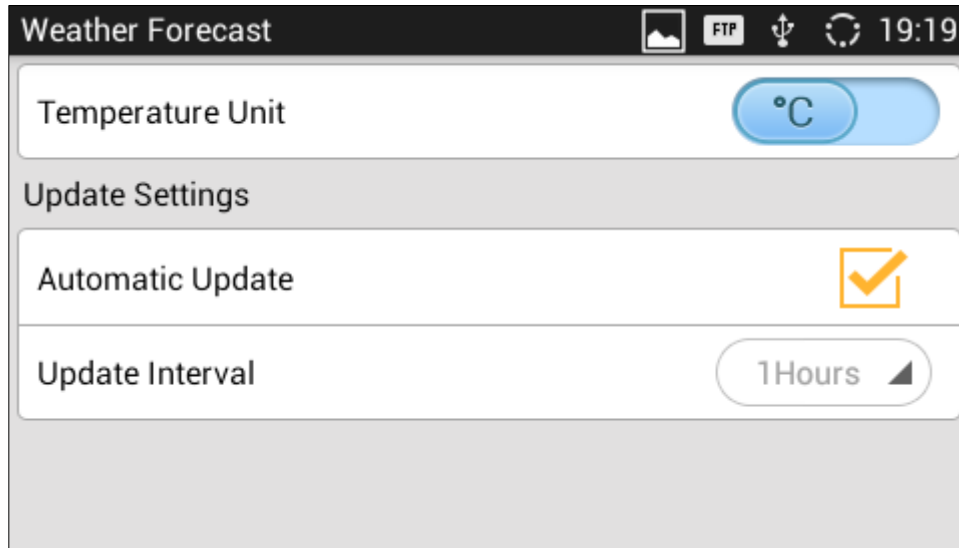 Weather Forecast FTP 19:19
Temperature Unit °C
Update Settings
Automatic Update
Update Interval 1Hours